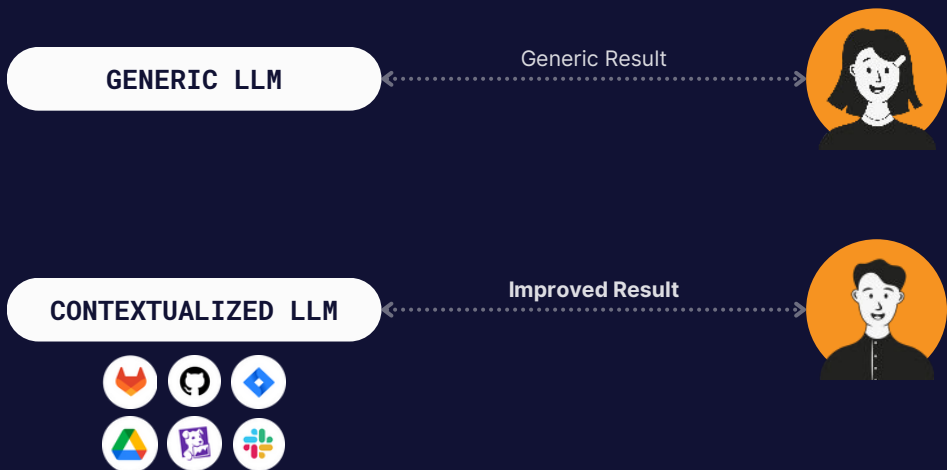 GENERIC LLM
Generic Result
CONTEXTUALIZED LLM
Improved Result